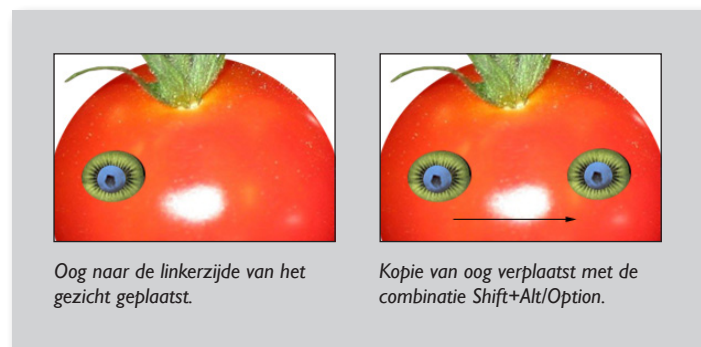 Oog naar de linkerzijde van het
gezicht geplaatst.
Kopie van oog verplaatst met de
combinatie Shift+Alt/Option.